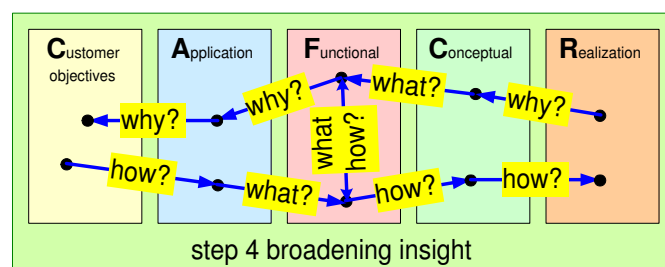 Customer
objectives
Application
Functional
Conceptual
Realization
why?
why?
what?
why?
what
how?
how?
what?
how?
how?
step 4 broadening insight